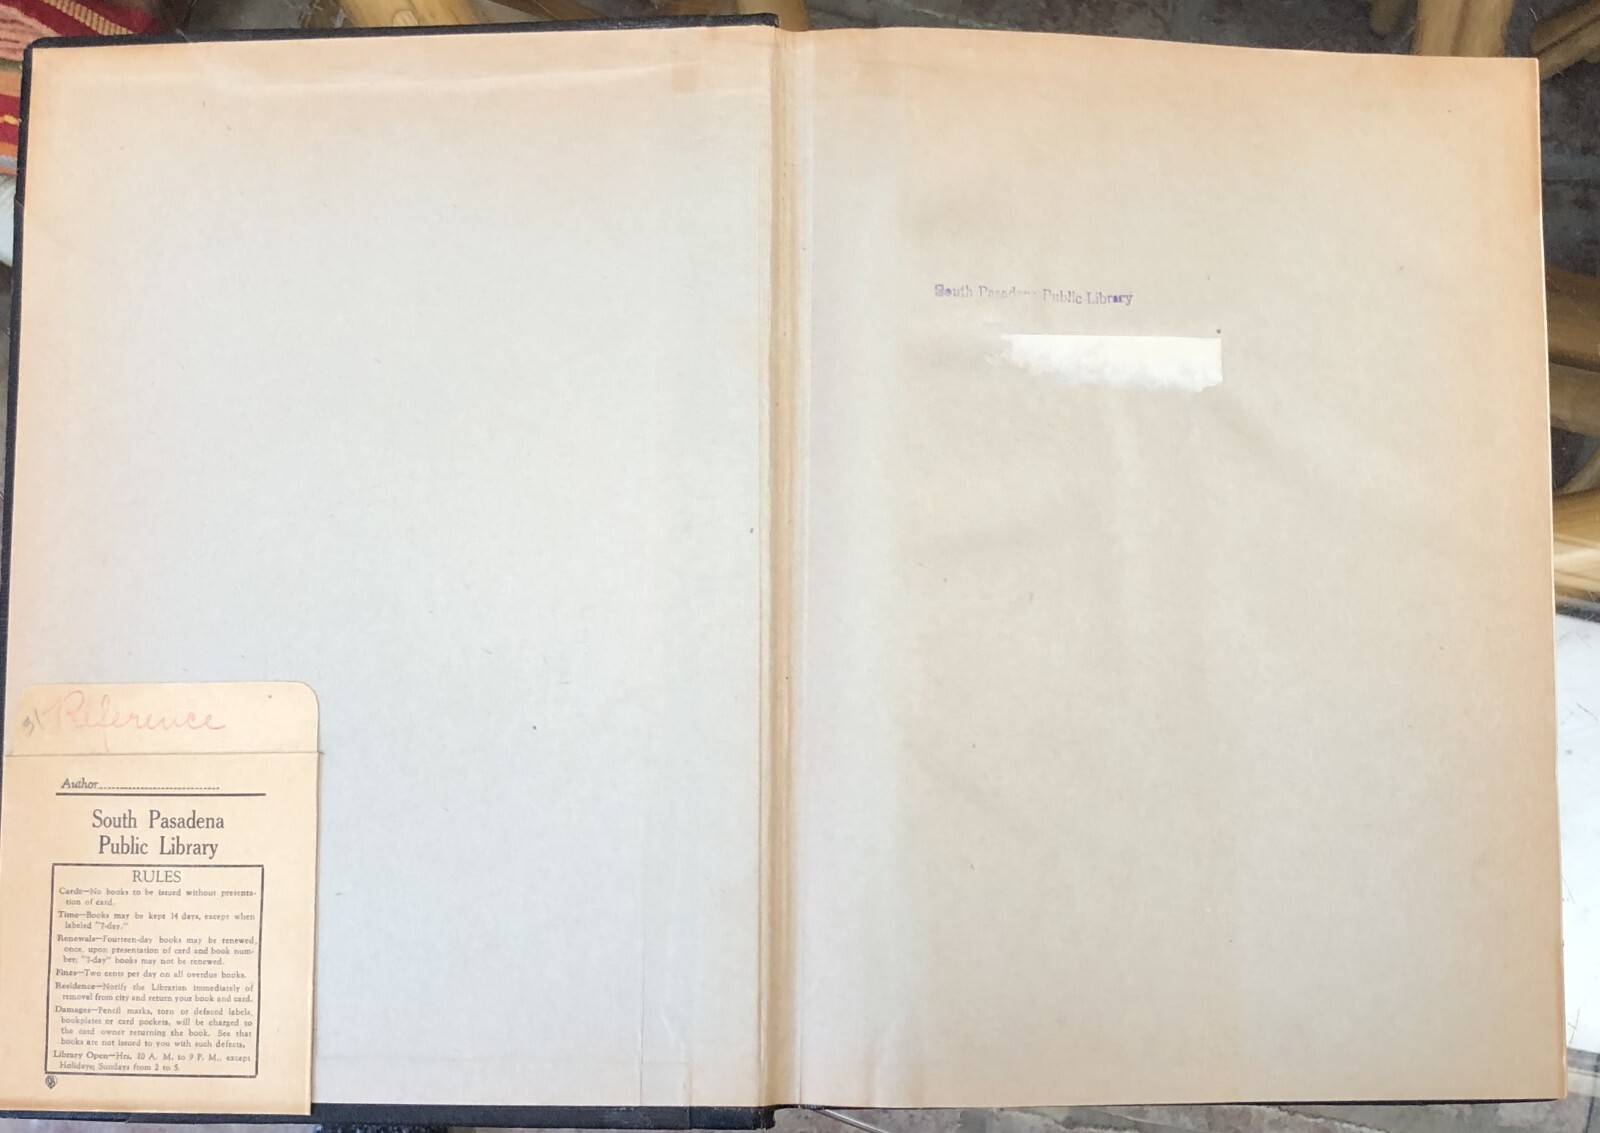 31 Reference
Author
South Pasadena
Public Library
RULES
Cards—No books to be issued without presenta-
tion of card.
Time—Books may be kept 14 days, except when
labeled "7-day."
Renewals—Fourteen-day books may be renewed
once, upon presentation of card and book num-
ber; "7-day" books may not be renewed.
Fines—Two cents per day on all overdue books.
Residence—Notify the Librarian immediately of
removal from city and return your book and card.
Damages—Pencil marks, torn or defaced labels,
bookplates or card pockets, will be charged to
the card owner returning the book. See that
books are not issued to you with such defects.
Library Open—Hrs. 10 A. M. to 9 P. M., except
Holidays; Sundays from 2 to 5.
South Pasadena Public Library